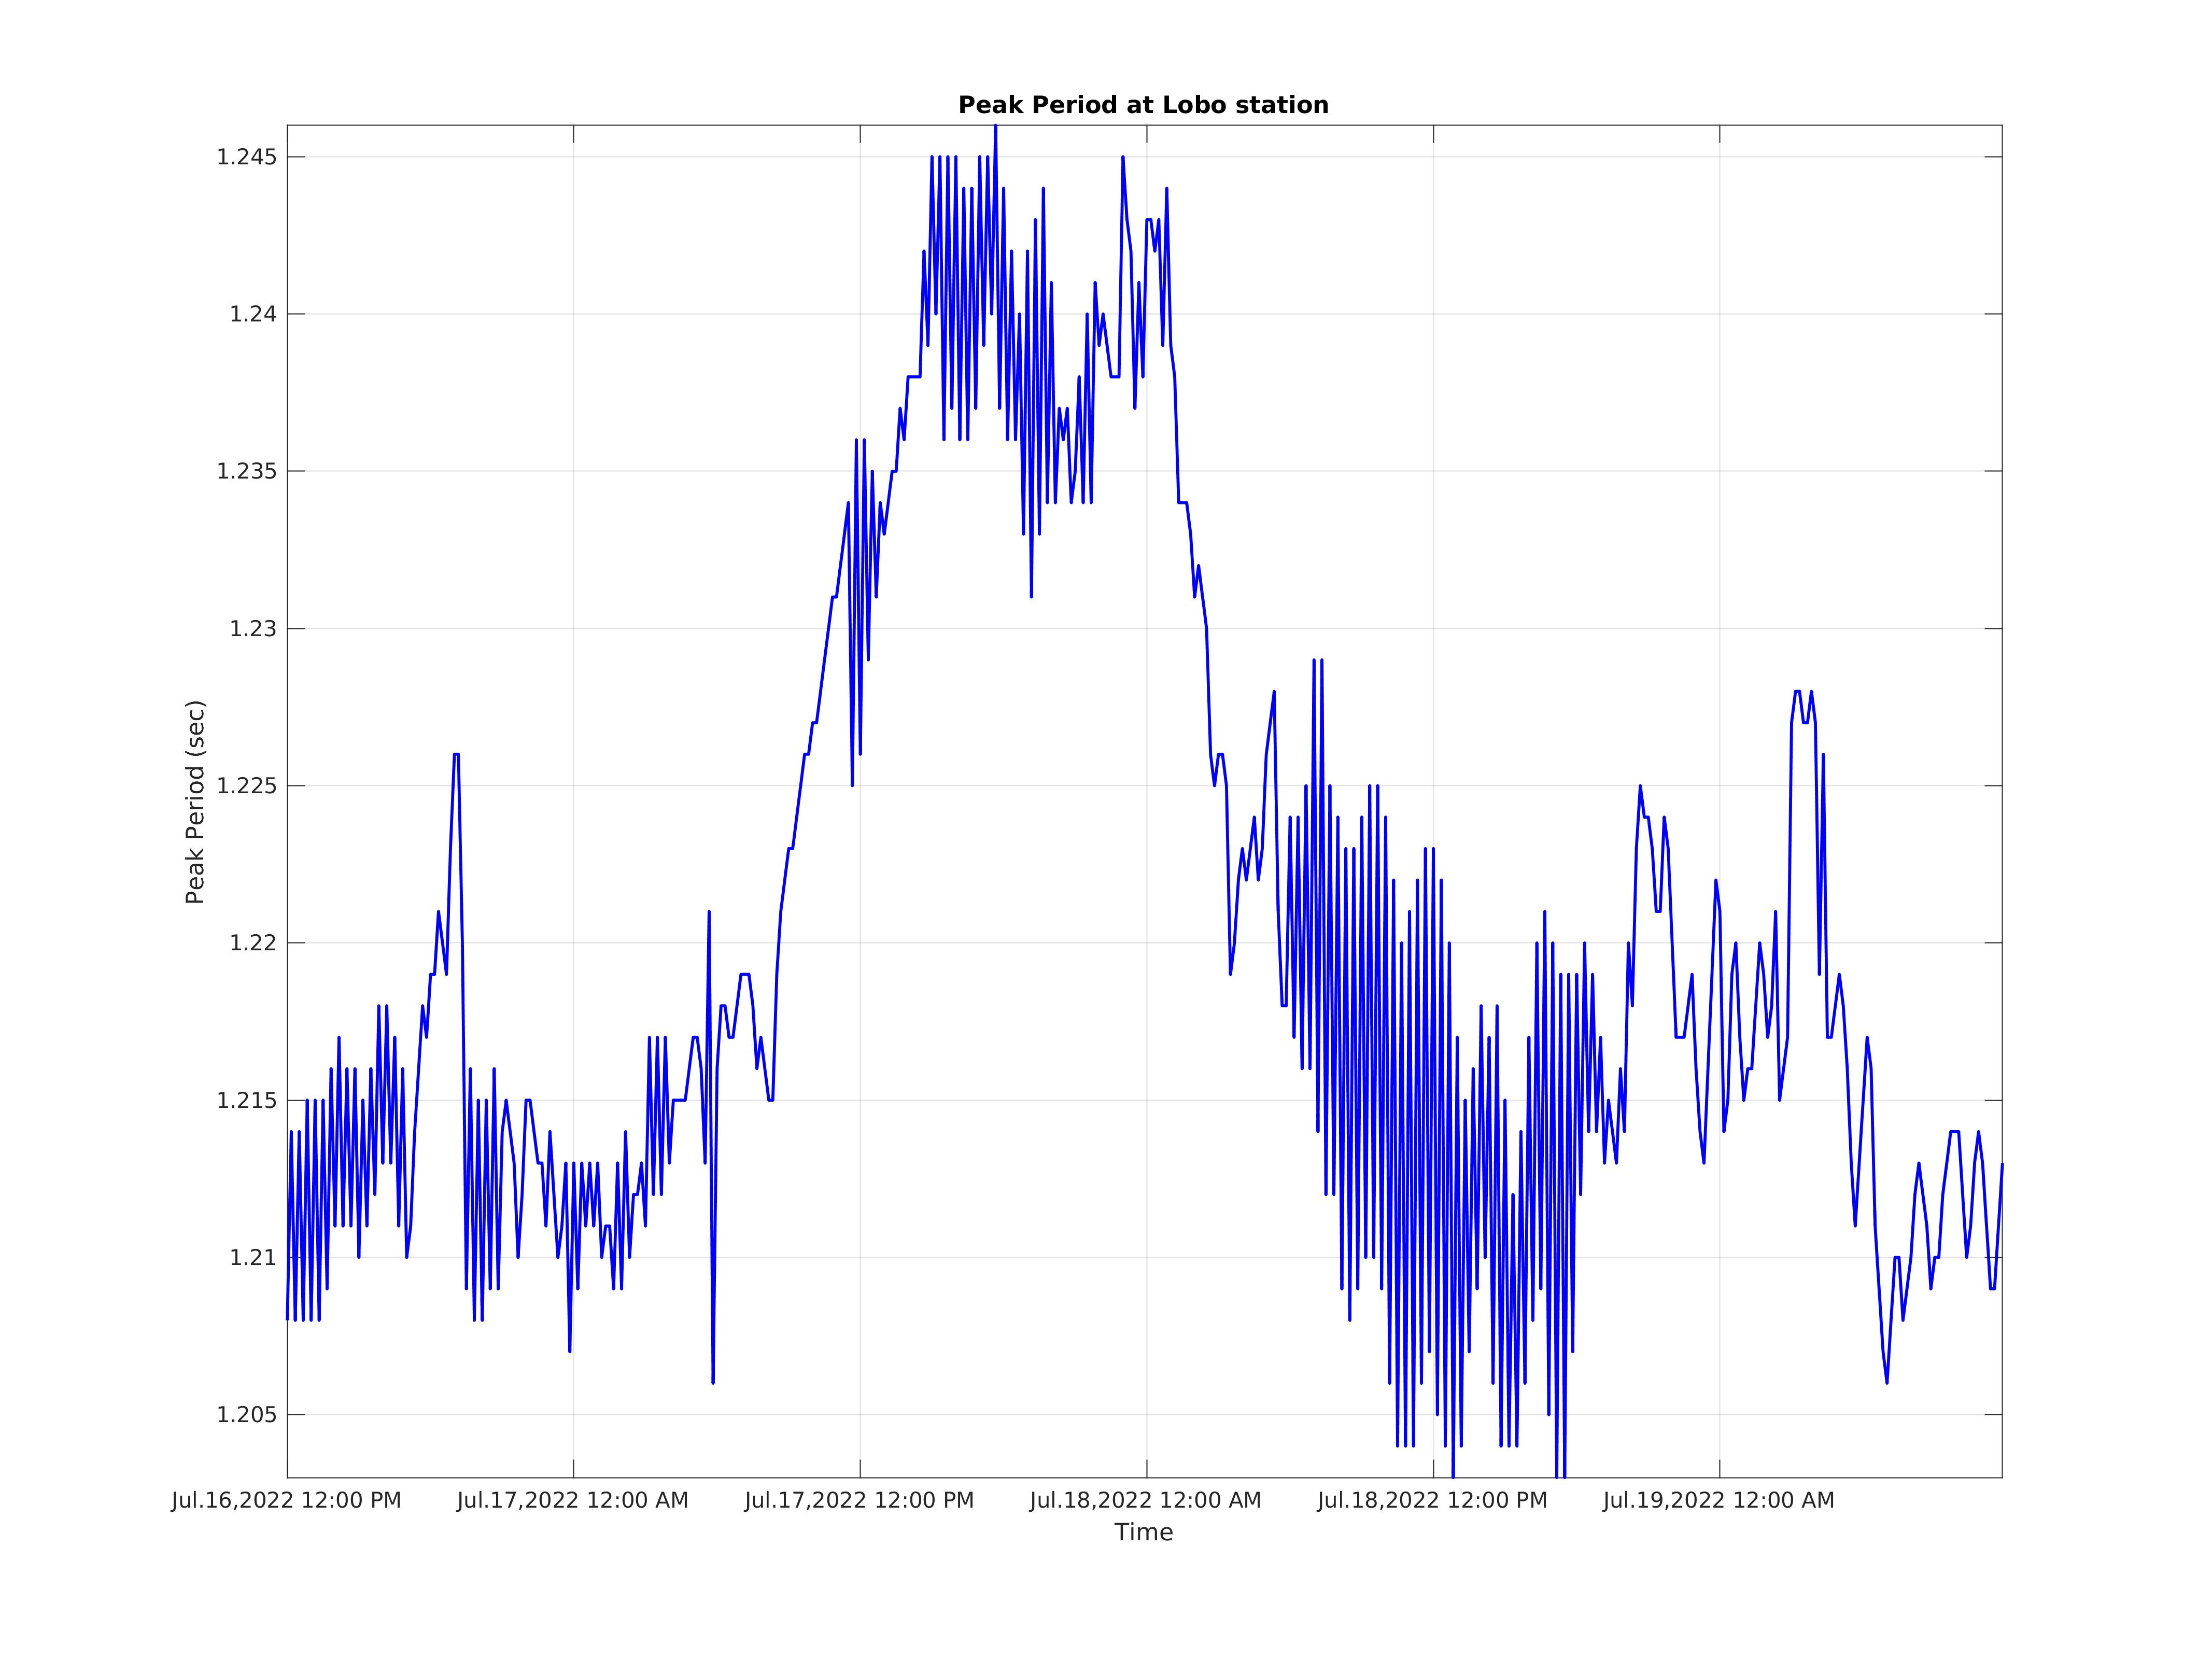 Peak Period at Lobo station
Peak Period (sec)
1.245
1.24
1.235
1.23
1.225
1.22
1.215
1.21
1.205
Jul.16,2022 12:00 PM
Jul.17,2022 12:00 AM
Jul.17,2022 12:00 PM
Jul.18,2022 12:00 AM
Jul.18,2022 12:00 PM
Jul.19,2022 12:00 AM
Time